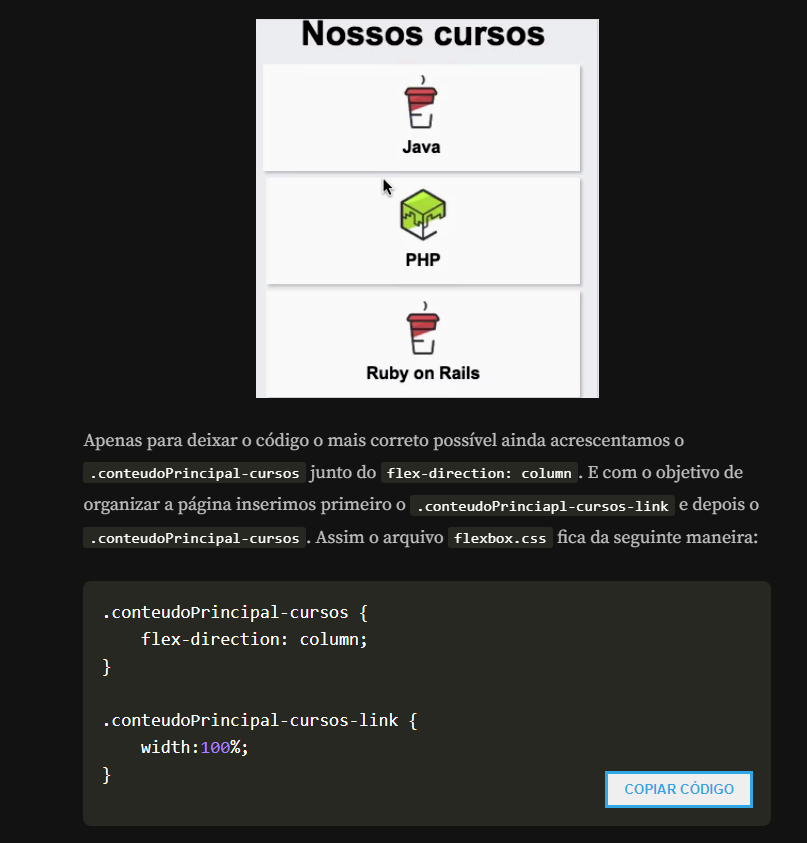 Nossos cursos
Java
PHP
Ruby on Rails
Apenas para deixar o código o mais correto possível ainda acrescentamos o
.conteudoPrincipal-cursos junto do flex-direction: column. E com o objetivo de
organizar a página inserimos primeiro o .conteudoPrinciapl-cursos-link e depois o
.conteudoPrincipal-cursos. Assim o arquivo flexbox.css fica da seguinte maneira:
.conteudoPrincipal-cursos {
    flex-direction: column;
}
.conteudoPrincipal-cursos-link {
    width:100%;
}
COPIAR CÓDIGO